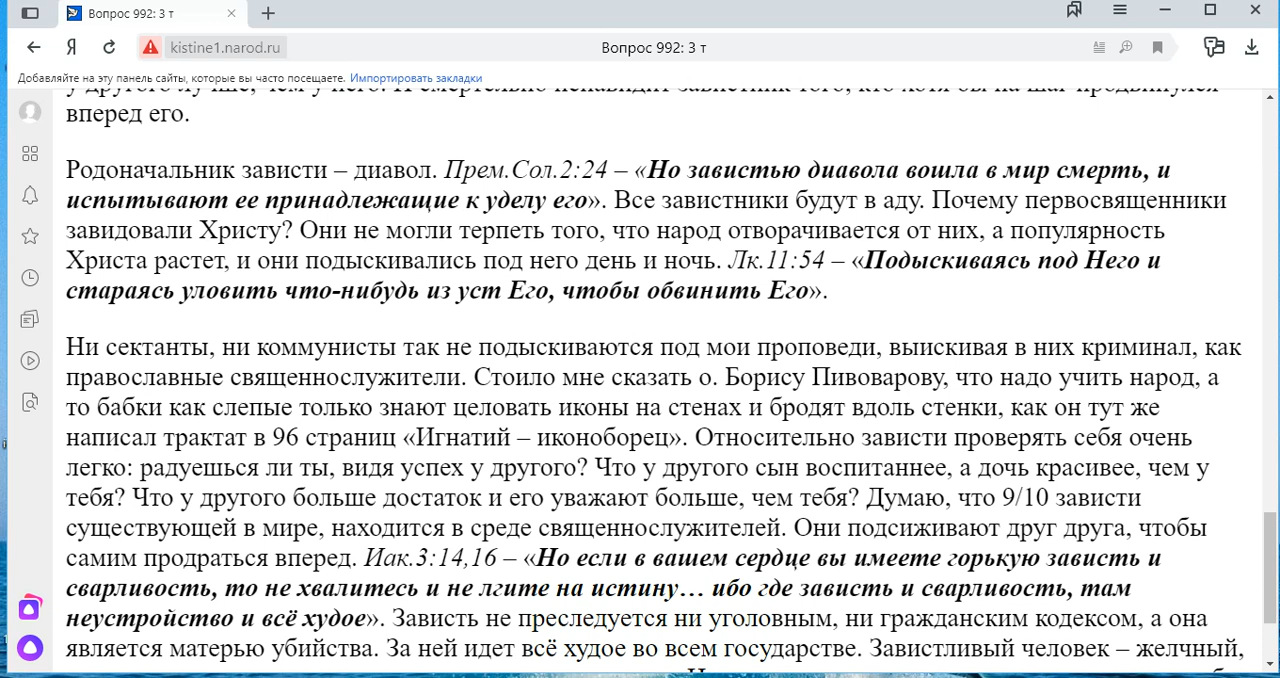 Вопрос 992: 3 т
kistine1.narod.ru
Вопрос 992: 3 т
Добавляйте на эту панель сайты, которые вы часто посещаете. Импортировать закладки
вперед его.
Родоначальник зависти – диавол. Прем.Сол.2:24 – «Но завистью диавола вошла в мир смерть, и
испытывают ее принадлежащие к уделу его». Все завистники будут в аду. Почему первосвященники
завидовали Христу? Они не могли терпеть того, что народ отворачивается от них, а популярность
Христа растет, и они подыскивались под него день и ночь. Лк.11:54 – «Подыскиваясь под Него и
стараясь уловить что-нибудь из уст Его, чтобы обвинить Его».
Ни сектанты, ни коммунисты так не подыскиваются под мои проповеди, выискивая в них криминал, как
православные священнослужители. Стоило мне сказать о. Борису Пивоварову, что надо учить народ, а
то бабки как слепые только знают целовать иконы на стенах и бродят вдоль стенки, как он тут же
написал трактат в 96 страниц «Игнатий – иконоборец». Относительно зависти проверять себя очень
легко: радуешься ли ты, видя успех у другого? Что у другого сын воспитаннее, а дочь красивее, чем у
тебя? Что у другого больше достаток и его уважают больше, чем тебя? Думаю, что 9/10 зависти
существующей в мире, находится в среде священнослужителей. Они подсиживают друг друга, чтобы
самим продраться вперед. Иак.3:14,16 – «Но если в вашем сердце вы имеете горькую зависть и
сварливость, то не хвалитесь и не лгите на истину… ибо где зависть и сварливость, там
неустройство и всё худое». Зависть не преследуется ни уголовным, ни гражданским кодексом, а она
является матерью убийства. За ней идет всё худое во всем государстве. Завистливый человек – желчный,